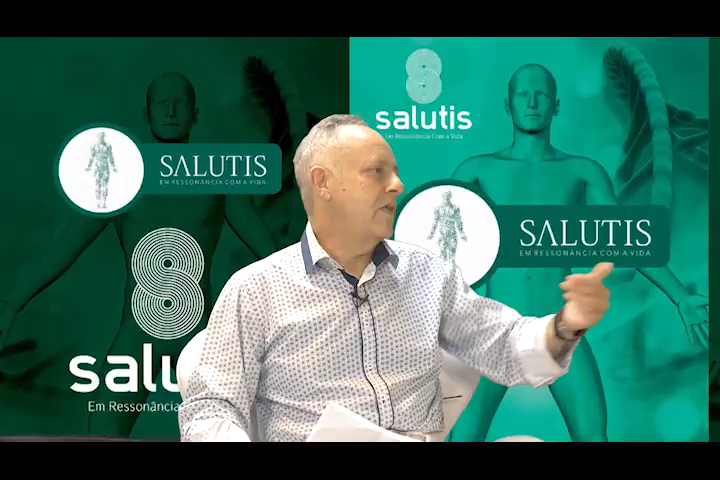 SALUTIS
EM RESSONÂNCIA COM A VIDA
salu
Em Ressonância
salutis
Em Ressonância Com a Vida
SALUTIS
EM RESSONÂNCIA COM A VIDA